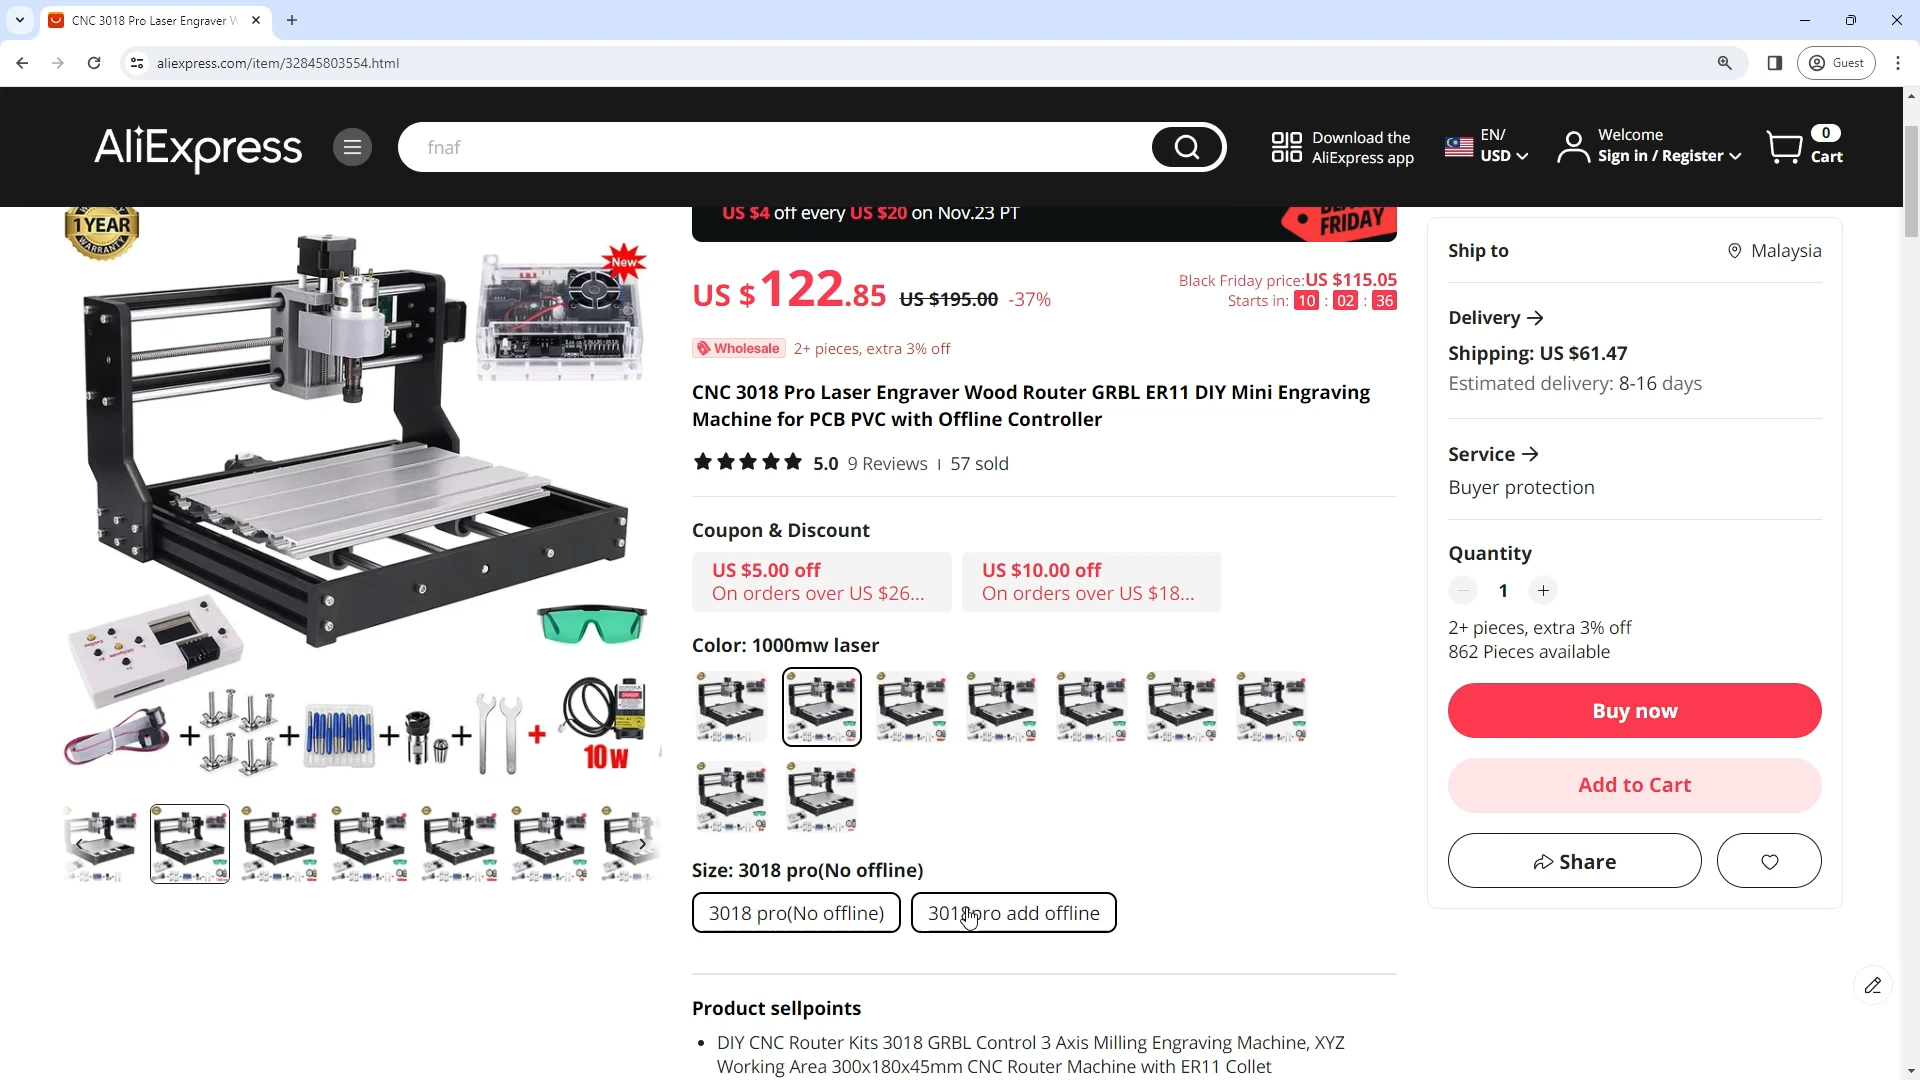 CNC 3018 Pro Laser Engraver W
aliexpress.com/item/32845803554.html
Guest
AliExpress
fnaf
Download the
AliExpress app
EN/
USD
Welcome
Sign in / Register
0
Cart
1 YEAR
WARRANTY
New
10W
US $4 off every US $20 on Nov.23 PT
FRIDAY
US $122.85 US $195.00 -37%
Black Friday price:US $115.05
Starts in: 10 : 02 : 36
Wholesale 2+ pieces, extra 3% off
CNC 3018 Pro Laser Engraver Wood Router GRBL ER11 DIY Mini Engraving
Machine for PCB PVC with Offline Controller
5.0 9 Reviews 57 sold
Coupon & Discount
US $5.00 off
On orders over US $26...
US $10.00 off
On orders over US $18...
Color: 1000mw laser
Size: 3018 pro(No offline)
3018 pro(No offline)
3018pro add offline
Product sellpoints
• DIY CNC Router Kits 3018 GRBL Control 3 Axis Milling Engraving Machine, XYZ
Working Area 300x180x45mm CNC Router Machine with ER11 Collet
Ship to
Malaysia
Delivery
Shipping: US $61.47
Estimated delivery: 8-16 days
Service
Buyer protection
Quantity
1
2+ pieces, extra 3% off
862 Pieces available
Buy now
Add to Cart
Share